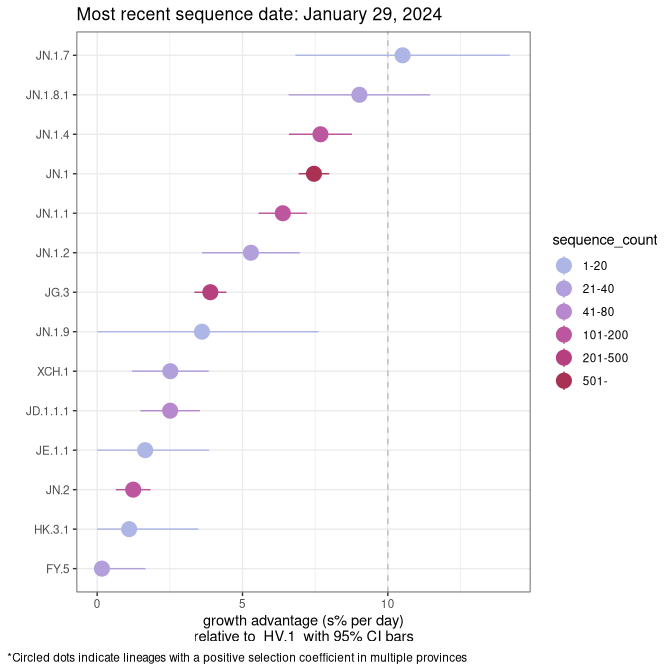 Most recent sequence date: January 29, 2024
JN.1.7
JN.1.8.1
JN.1.4
JN.1
JN.1.1
JN.1.2
JG.3
JN.1.9
XCH.1
JD.1.1.1
JE.1.1
JN.2
HK.3.1
FY.5
0 5 10
growth advantage (s% per day)
relative to HV.1 with 95% CI bars
sequence_count
1-20
21-40
41-80
101-200
201-500
501-
*Circled dots indicate lineages with a positive selection coefficient in multiple provinces